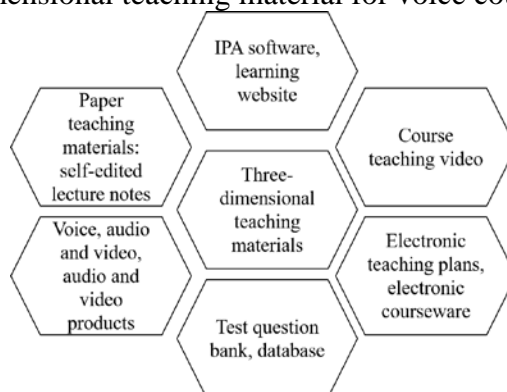 mensional teaching material for voice cou
IPA software,
learning
website
Paper
teaching
materials:
self-edited
lecture notes
Course
teaching video
Three-
dimensional
teaching
materials
Voice, audio
and video,
audio and
video
products
Electronic
teaching plans,
electronic
courseware
Test question
bank, database